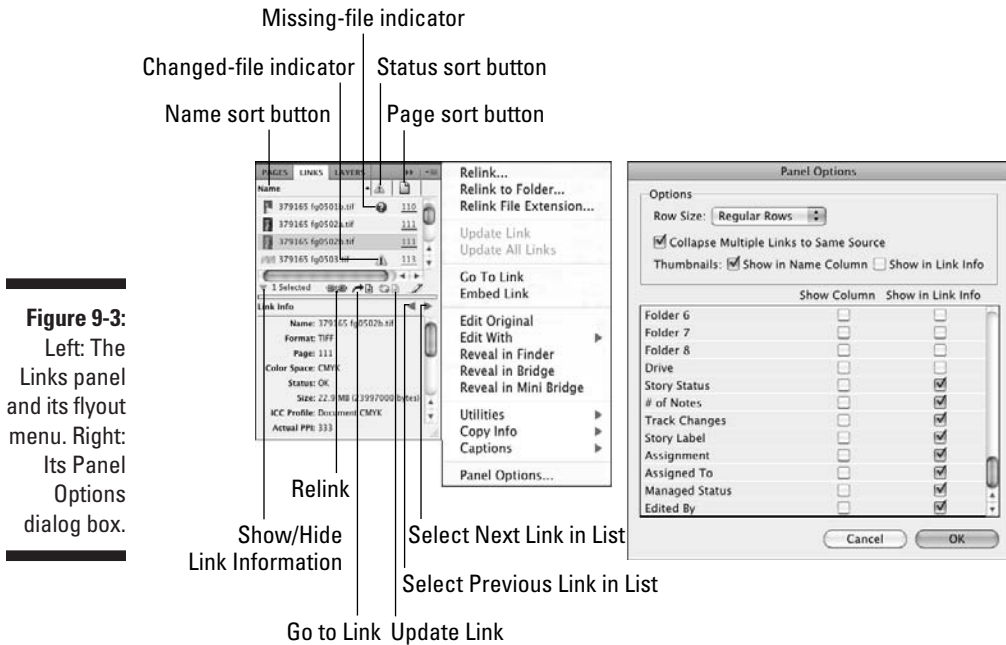 Missing-file indicator
Changed-file indicator
Status sort button
Name sort button
Page sort button
PAGES LINKS LAYERS
Name
379165 fg0501b.tif 110
379165 fg0502a.tif 111
379165 fg0502b.tif 111
379165 fg0503.tif 113
1 Selected
Link Info
Name: 379165 fg0502b.tif
Format: TIFF
Page: 111
Color Space: CMYK
Status: OK
Size: 22.9 MB (23997000 bytes)
ICC Profile: Document CMYK
Actual PPI: 333
Relink...
Relink to Folder...
Relink File Extension...
Update Link
Update All Links
Go To Link
Embed Link
Edit Original
Edit With
Reveal in Finder
Reveal in Bridge
Reveal in Mini Bridge
Utilities
Copy Info
Captions
Panel Options...
Panel Options
Options
Row Size: Regular Rows
Collapse Multiple Links to Same Source
Thumbnails: Show in Name Column Show in Link Info
Show Column Show in Link Info
Folder 6
Folder 7
Folder 8
Drive
Story Status
# of Notes
Track Changes
Story Label
Assignment
Assigned To
Managed Status
Edited By
Cancel OK
Figure 9-3:
Left: The
Links panel
and its flyout
menu. Right:
Its Panel
Options
dialog box.
Relink
Show/Hide
Link Information
Select Next Link in List
Select Previous Link in List
Go to Link
Update Link